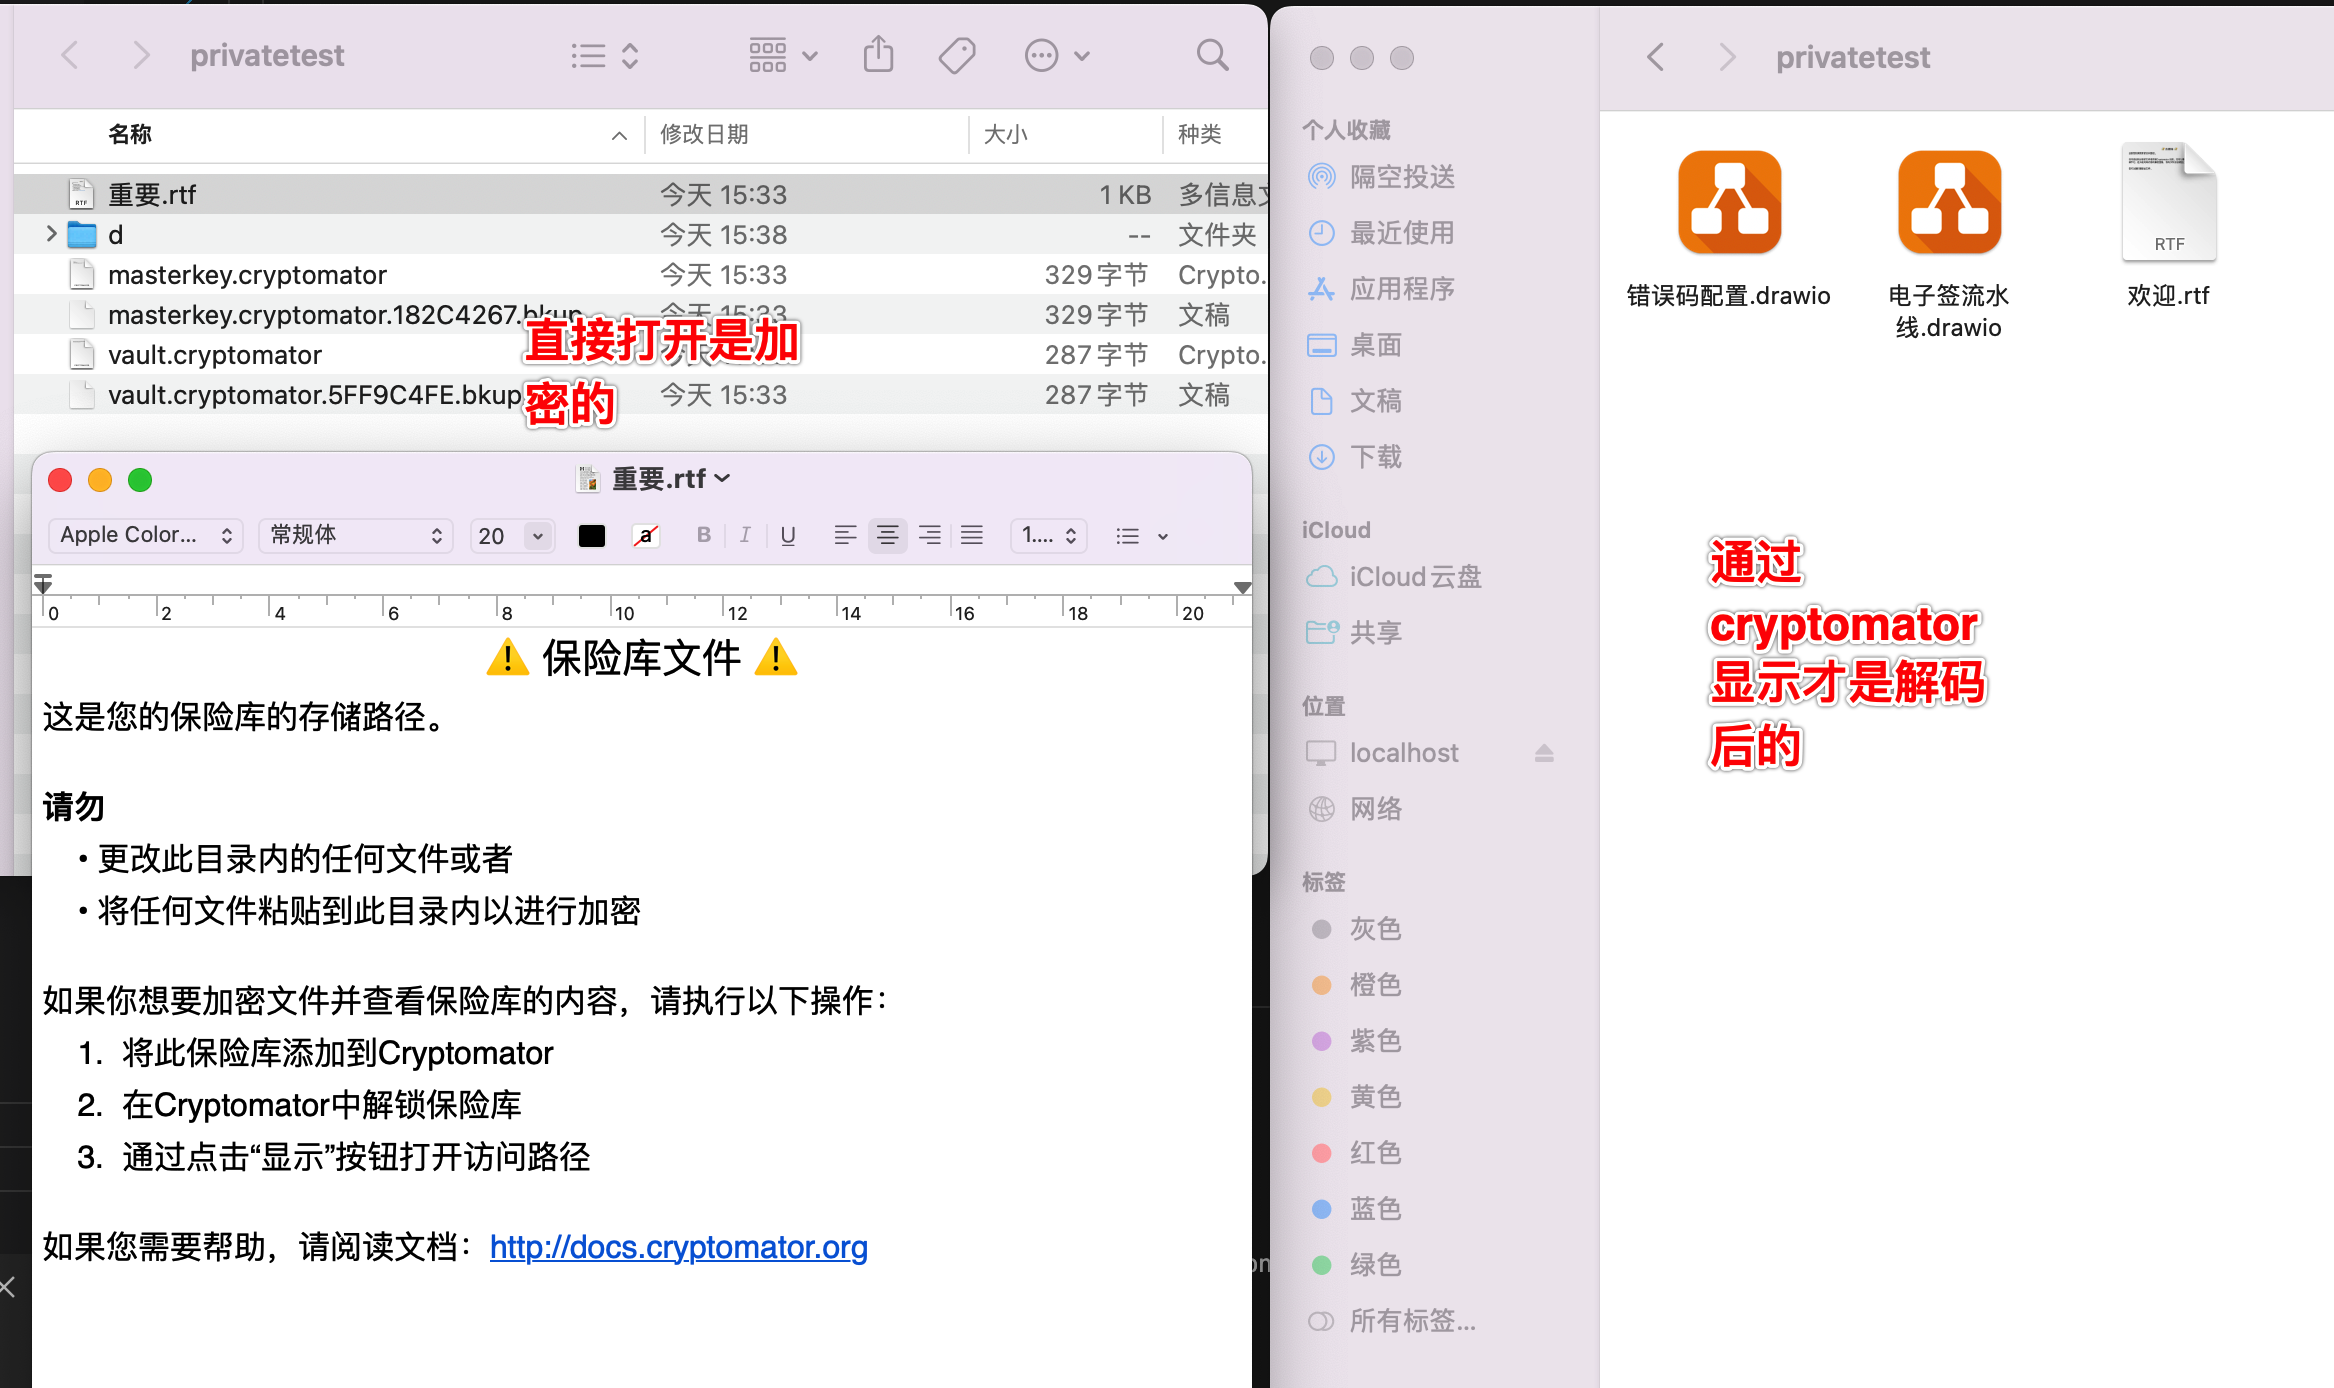 privatetest
名称
修改日期
大小
种类
重要.rtf
今天 15:33
1 KB
多信息文
d
今天 15:38
--
文件夹
masterkey.cryptomator
今天 15:33
329 字节
Crypto.
masterkey.cryptomator.182C4267.bkup
今天 15:33
329 字节
文稿
vault.cryptomator
今天 15:33
287 字节
Crypto.
vault.cryptomator.5FF9C4FE.bkup
今天 15:33
287 字节
文稿
直接打开是加
密的
重要.rtf
Apple Color...
常规体
20
a
B
I
U
1....
0
2
4
6
8
10
12
14
16
18
20
⚠️ 保险库文件 ⚠️
这是您的保险库的存储路径。
请勿
• 更改此目录内的任何文件或者
• 将任何文件粘贴到此目录内以进行加密
如果你想要加密文件并查看保险库的内容，请执行以下操作：
1. 将此保险库添加到Cryptomator
2. 在Cryptomator中解锁保险库
3. 通过点击“显示”按钮打开访问路径
如果您需要帮助，请阅读文档：http://docs.cryptomator.org
个人收藏
隔空投送
最近使用
应用程序
桌面
文稿
下载
iCloud
iCloud云盘
共享
位置
localhost
网络
标签
灰色
橙色
紫色
黄色
红色
蓝色
绿色
所有标签...
privatetest
错误码配置.drawio
电子签流水
线.drawio
RTF
欢迎.rtf
通过
cryptomator
显示才是解码
后的